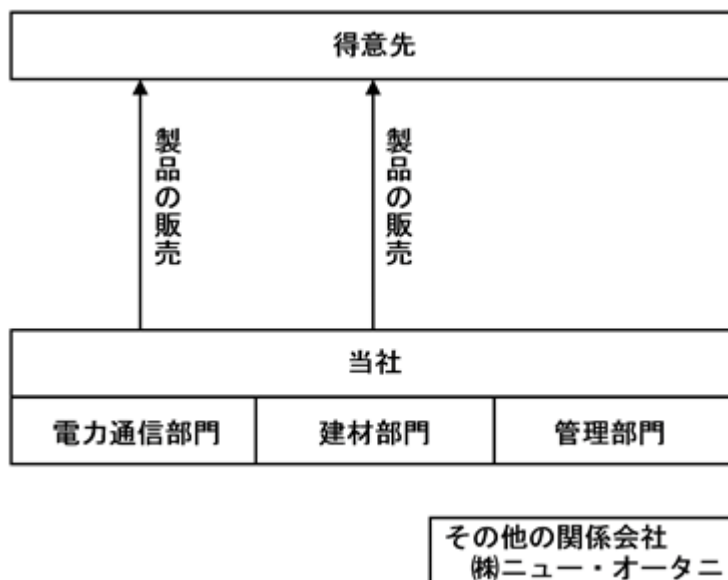 得意先
製品の販売
製品の販売
当社
電力通信部門
建材部門
管理部門
その他の関係会社
㈱ニュー・オータニ